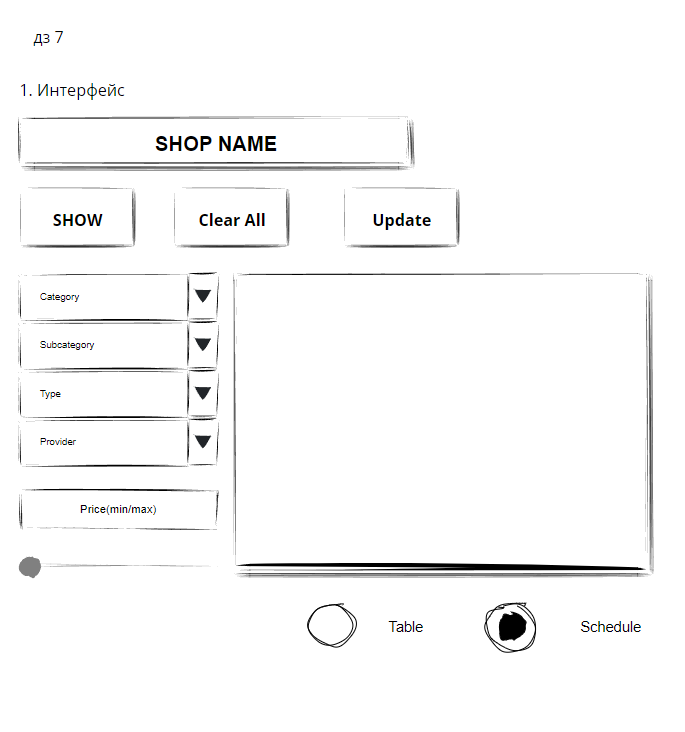 дз 7
1. Интерфейс
SHOP NAME
SHOW
Clear All
Update
Category
Subcategory
Type
Provider
Price(min/max)
Table
Schedule